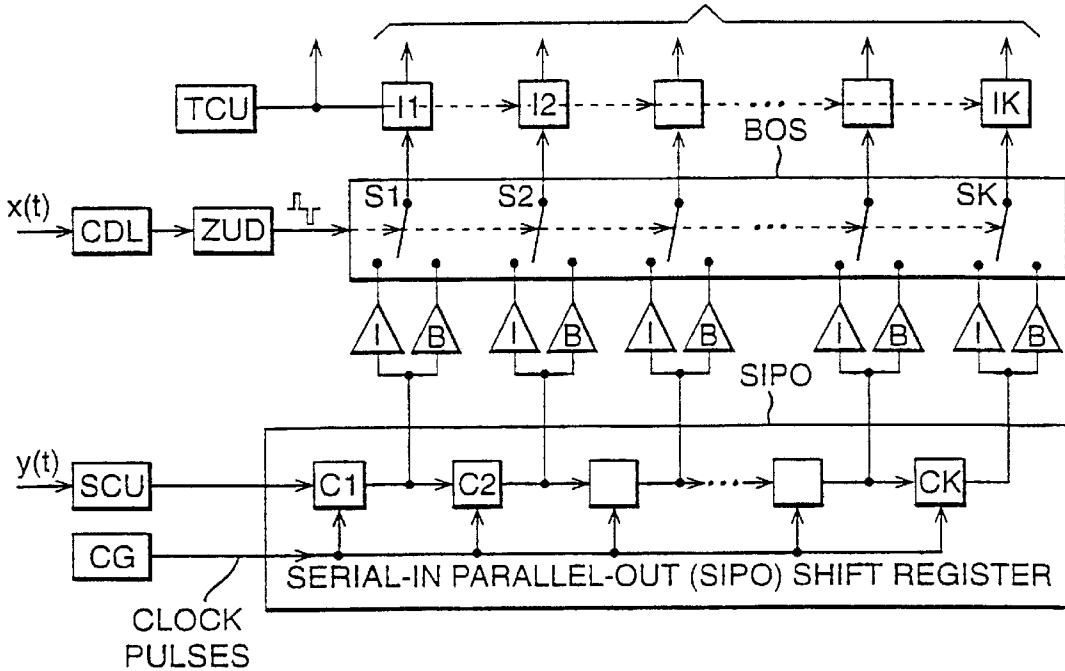 TCU I1 I2 ... IK
BOS
S1 S2 SK
x(t) CDL ZUD ...
I B I B I B I B I B
SIPO
y(t) SCU C1 C2 ... CK
CG
SERIAL-IN PARALLEL-OUT (SIPO) SHIFT REGISTER
CLOCK
PULSES